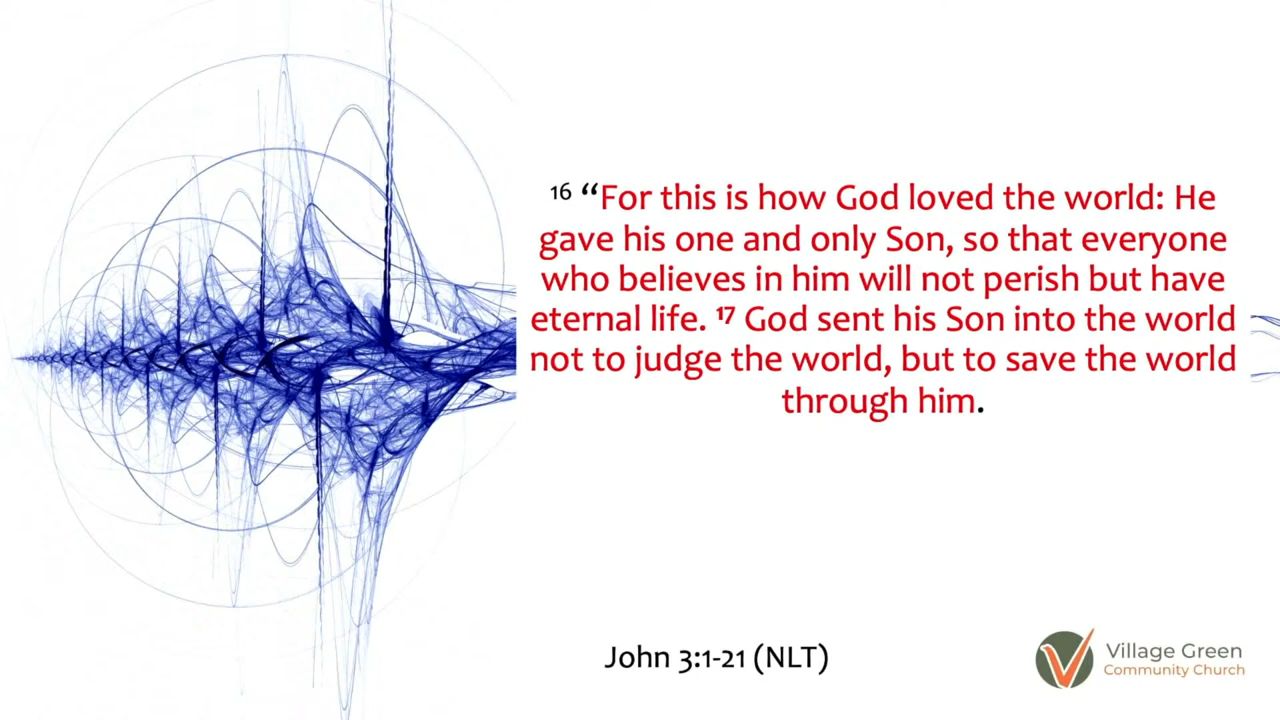 16 “For this is how God loved the world: He
gave his one and only Son, so that everyone
who believes in him will not perish but have
eternal life. 17 God sent his Son into the world
not to judge the world, but to save the world
through him.
John 3:1-21 (NLT)
Village Green
Community Church